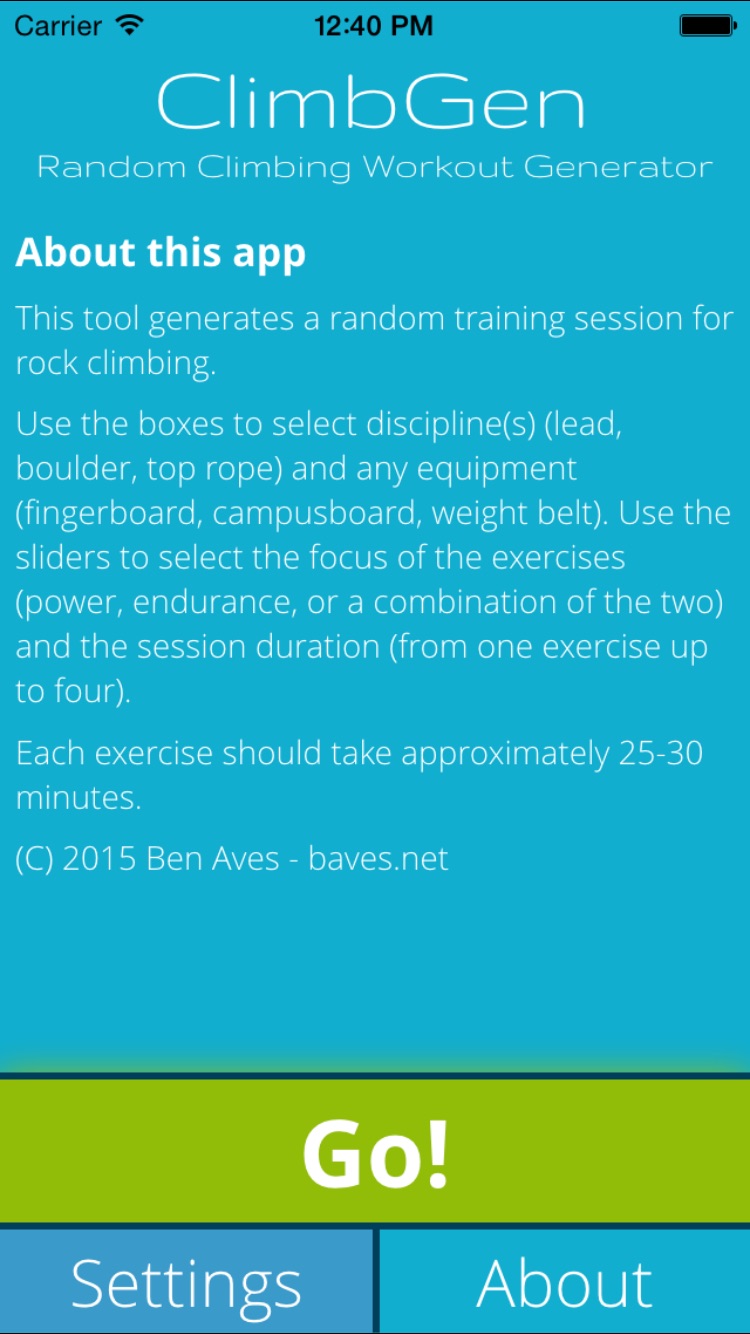 Carrier 12:40 PM
ClimbGen
Random Climbing Workout Generator
About this app
This tool generates a random training session for
rock climbing.
Use the boxes to select discipline(s) (lead,
boulder, top rope) and any equipment
(fingerboard, campusboard, weight belt). Use the
sliders to select the focus of the exercises
(power, endurance, or a combination of the two)
and the session duration (from one exercise up
to four).
Each exercise should take approximately 25-30
minutes.
(C) 2015 Ben Aves - baves.net
Go!
Settings About